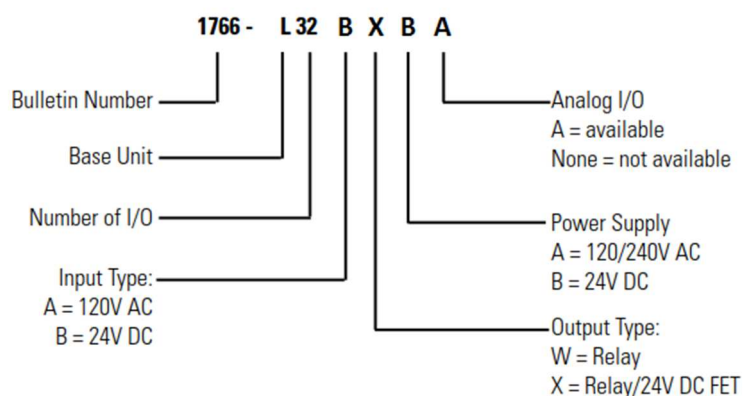 1766 - L 32 B X B A
Bulletin Number
Base Unit
Number of I/O
Input Type:
A = 120V AC
B = 24V DC
Analog I/O
A = available
None = not available
Power Supply
A = 120/240V AC
B = 24V DC
Output Type:
W = Relay
X = Relay/24V DC FET